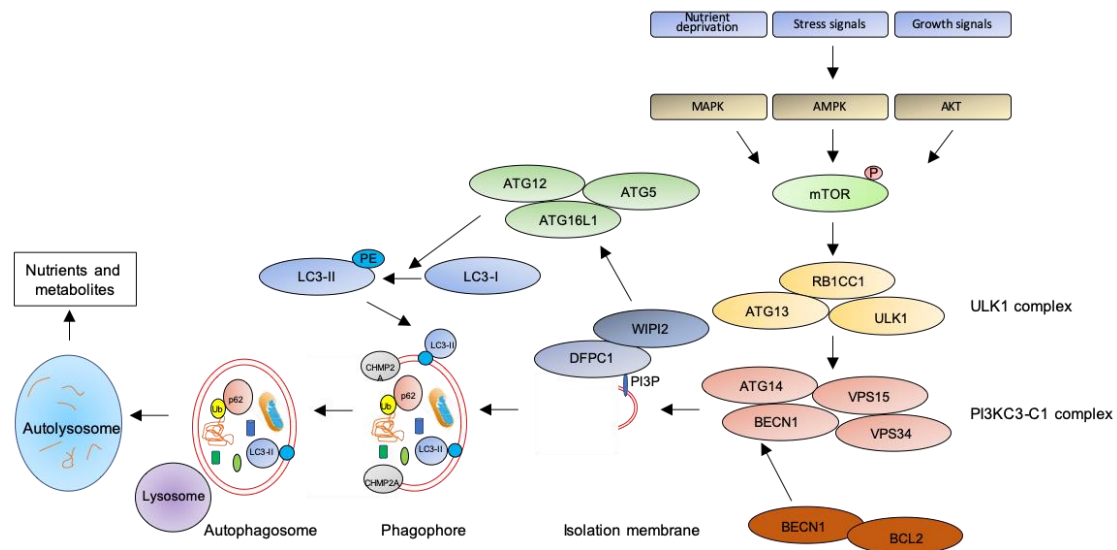 Nutrient
deprivation
Stress signals
Growth signals
MAPK
AMPK
AKT
P
mTOR
ATG12
ATG5
ATG16L1
PE
LC3-II
LC3-I
Nutrients and
metabolites
RB1CC1
ATG13
ULK1
ULK1 complex
WIPI2
DFPC1
PI3P
LC3-II
CHMP2
A
p62
Ub
LC3-II
CHMP2A
ATG14
VPS15
BECN1
VPS34
PI3KC3-C1 complex
p62
Ub
LC3-II
Autolysosome
Lysosome
Autophagosome
Phagophore
Isolation membrane
BECN1
BCL2